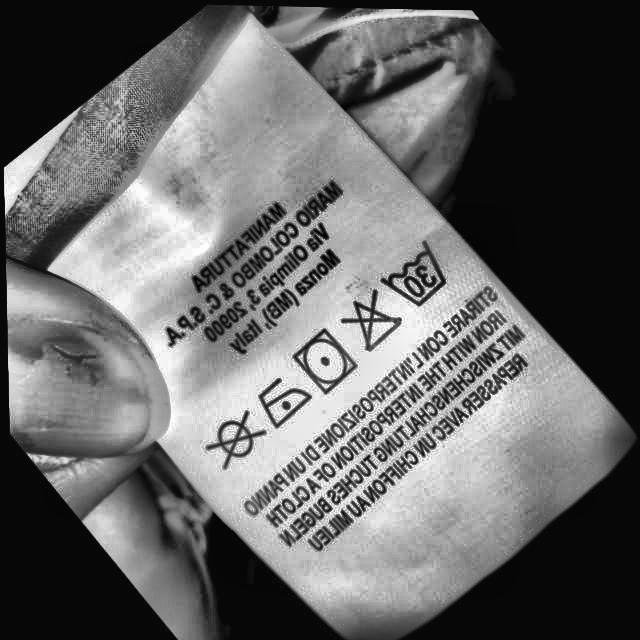 MANIFATTURA
MARIO COLOMBO & C. S.P.A.
Via Olimpia 3, 20900
Monza (MB), Italy
30
STIRARE CON L'INTERPOSIZIONE DI UN PANNO
IRON WITH THE INTERPOSITION OF A CLOTH
MIT ZWISCHENSCHALTUNG TUCHES BUGELN
REPASSER AVEC UN CHIFFON AU MILIEU